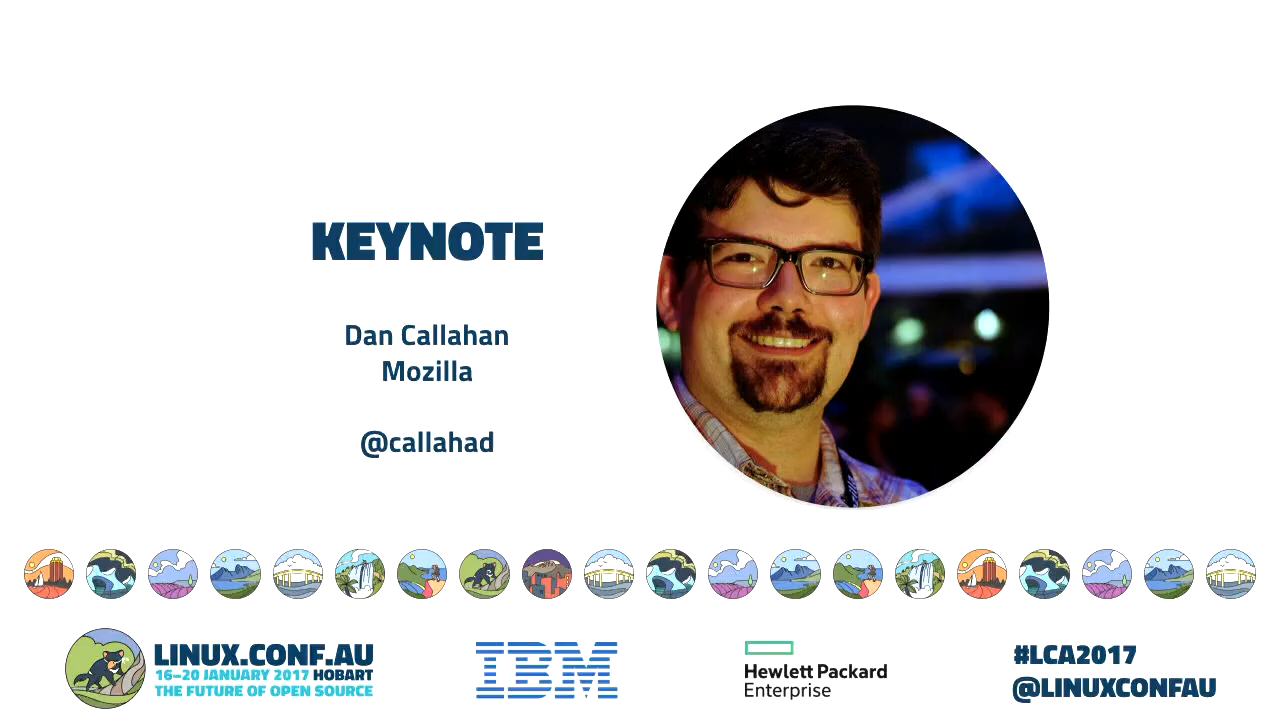 KEYNOTE
Dan Callahan
Mozilla
@callahad
LINUX.CONF.AU
16–20 JANUARY 2017 HOBART
THE FUTURE OF OPEN SOURCE
IBM
Hewlett Packard
Enterprise
#LCA2017
@LINUXCONFAU